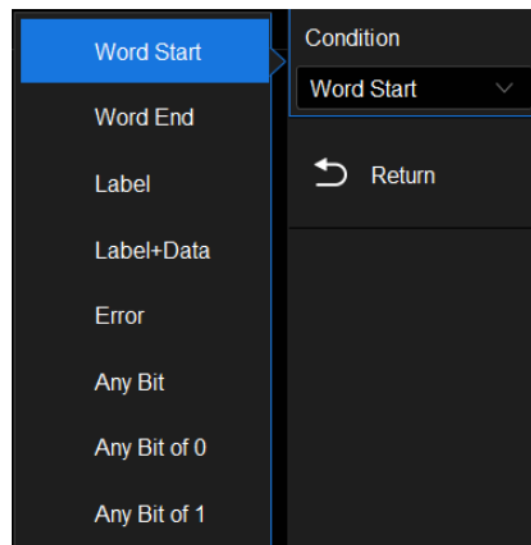 Word Start
Word End
Label
Label+Data
Error
Any Bit
Any Bit of 0
Any Bit of 1
Condition
Word Start
Return